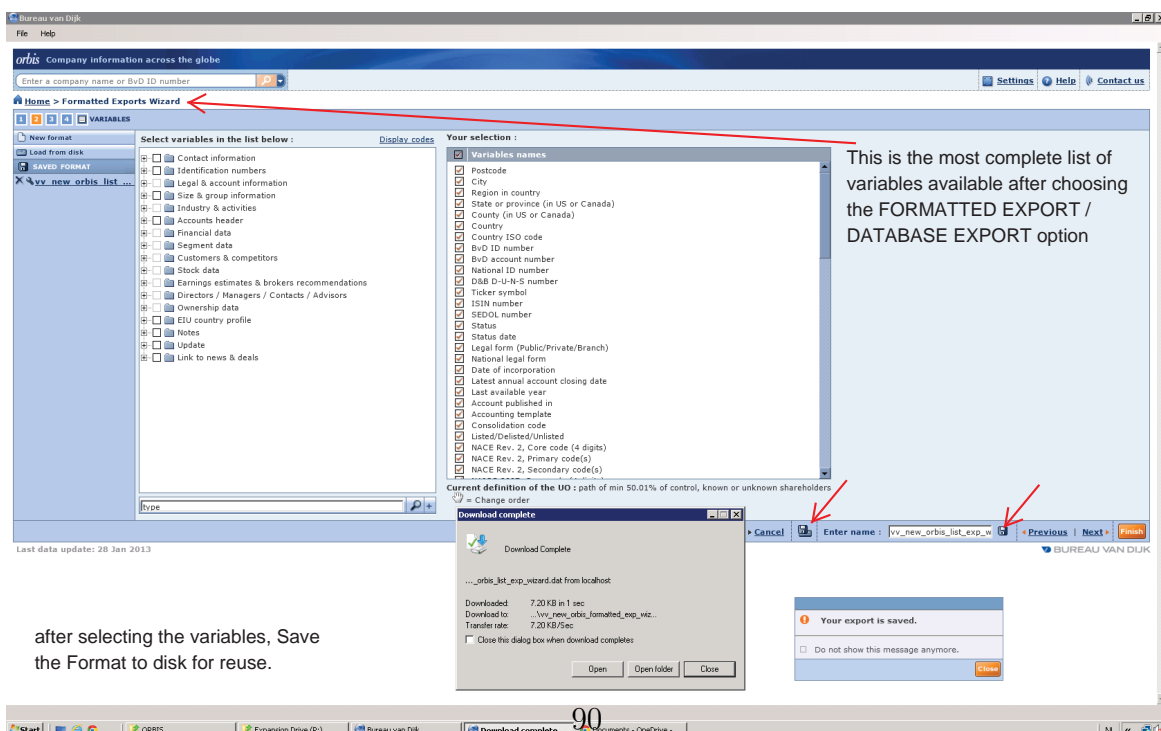 Bureau van Dijk
File Help
orbis Company information across the globe
Enter a company name or BvD ID number
Settings Help Contact us
Home > Formatted Exports Wizard
1 2 3 4 VARIABLES
New format
Load from disk
SAVED FORMAT
vv new orbis list ...
Select variables in the list below : Display codes
Contact information
Identification numbers
Legal & account information
Size & group information
Industry & activities
Accounts header
Financial data
Segment data
Customers & competitors
Stock data
Earnings estimates & brokers recommendations
Directors / Managers / Contacts / Advisors
Ownership data
EIU country profile
Notes
Update
Link to news & deals
type
Your selection :
Variables names
Postcode
City
Region in country
State or province (in US or Canada)
County (in US or Canada)
Country
Country ISO code
BvD ID number
BvD account number
National ID number
D&B D-U-N-S number
Ticker symbol
ISIN number
SEDOL number
Status
Status date
Legal form (Public/Private/Branch)
National legal form
Date of incorporation
Latest annual account closing date
Last available year
Account published in
Accounting template
Consolidation code
Listed/Delisted/Unlisted
NACE Rev. 2, Core code (4 digits)
NACE Rev. 2, Primary code(s)
NACE Rev. 2, Secondary code(s)
Current definition of the UO : path of min 50.01% of control, known or unknown shareholders
= Change order
This is the most complete list of
variables available after choosing
the FORMATTED EXPORT /
DATABASE EXPORT option
Cancel Enter name : vv_new_orbis_list_exp_w Previous | Next Finish
Last data update: 28 Jan 2013
BUREAU VAN DIJK
Download complete
Download Complete
...._orbis_list_exp_wizard.dat from localhost
Downloaded: 7.20 KB in 1 sec
Download to: ...\vv_new_orbis_formatted_exp_wiz...
Transfer rate: 7.20 KB/Sec
Close this dialog box when download completes
Open Open folder Close
Your export is saved.
Do not show this message anymore.
Close
after selecting the variables, Save
the Format to disk for reuse.
90
Start ORBIS Expansion Drive (P:) Bureau van Dijk Download complete Documents - OneDrive -